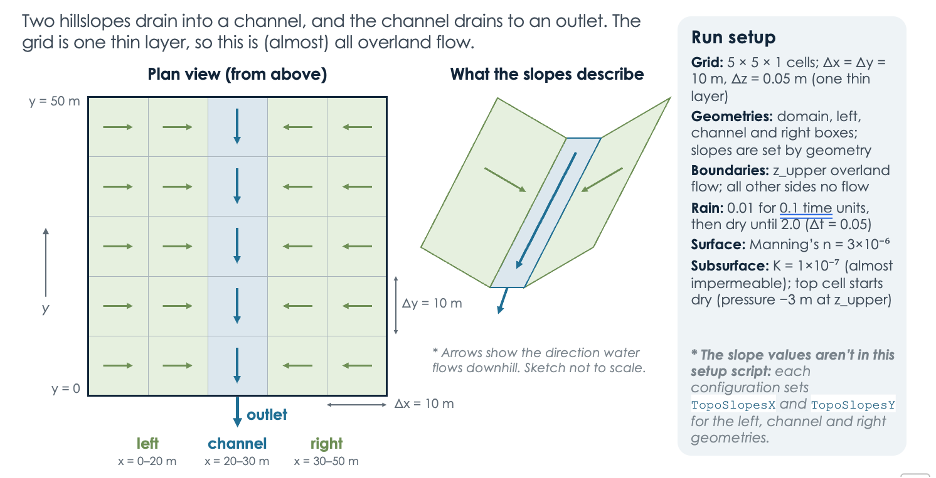 Two hillslopes drain into a channel, and the channel drains to an outlet. The
grid is one thin layer, so this is (almost) all overland flow.
Plan view (from above)
y = 50 m
y
y = 0
Δy = 10 m
Δx = 10 m
outlet
left
channel
right
x = 0–20 m
x = 20–30 m
x = 30–50 m
What the slopes describe
* Arrows show the direction water
flows downhill. Sketch not to scale.
Run setup
Grid: 5 × 5 × 1 cells; Δx = Δy =
10 m, Δz = 0.05 m (one thin
layer)
Geometries: domain, left,
channel and right boxes;
slopes are set by geometry
Boundaries: z_upper overland
flow; all other sides no flow
Rain: 0.01 for 0.1 time units,
then dry until 2.0 (Δt = 0.05)
Surface: Manning's n = 3×10⁻⁶
Subsurface: K = 1×10⁻⁷ (almost
impermeable); top cell starts
dry (pressure −3 m at z_upper)
* The slope values aren't in this
setup script: each
configuration sets
TopoSlopesX and TopoSlopesY
for the left, channel and right
geometries.